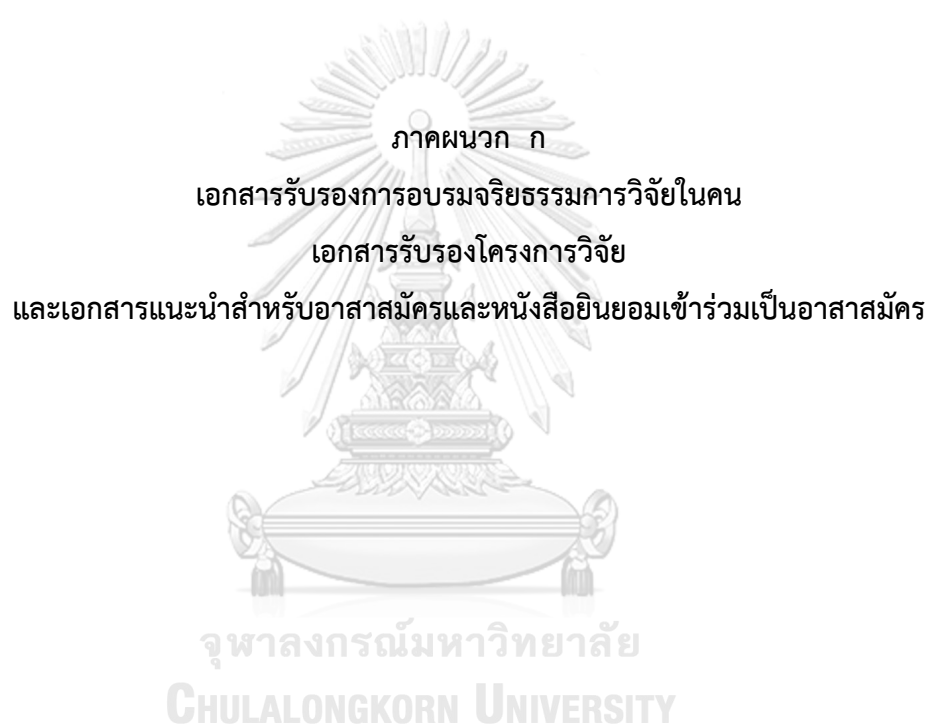 ภาคผนวก ก
เอกสารรับรองการอบรมจริยธรรมการวิจัยในคน
เอกสารรับรองโครงการวิจัย
และเอกสารแนะนำสำหรับอาสาสมัครและหนังสือยินยอมเข้าร่วมเป็นอาสาสมัคร
จุฬาลงกรณ์มหาวิทยาลัย
CHULALONGKORN UNIVERSITY